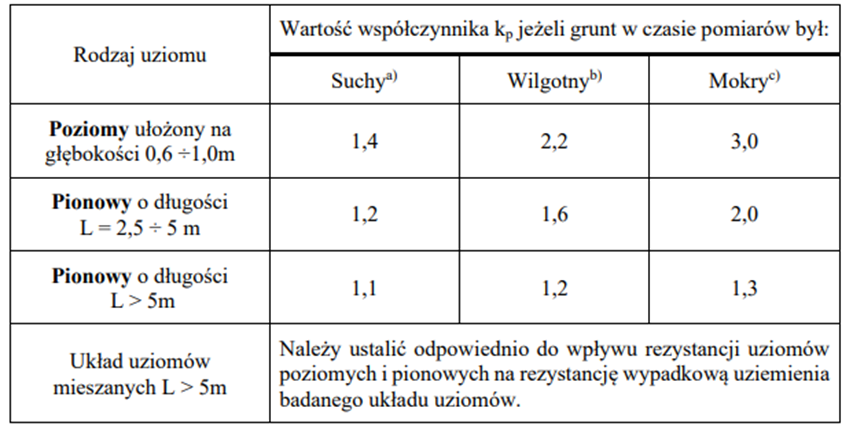 Rodzaj uziomu
Wartość współczynnika kp jeżeli grunt w czasie pomiarów był:
Suchy^a)
Wilgotny^b)
Mokry^c)
Poziomy ułożony na
głębokości 0,6 ÷1,0m
1,4
2,2
3,0
Pionowy o długości
L = 2,5 ÷ 5 m
1,2
1,6
2,0
Pionowy o długości
L > 5m
1,1
1,2
1,3
Układ uziomów
mieszanych L > 5m
Należy ustalić odpowiednio do wpływu rezystancji uziomów
poziomych i pionowych na rezystancję wypadkową uziemienia
badanego układu uziomów.